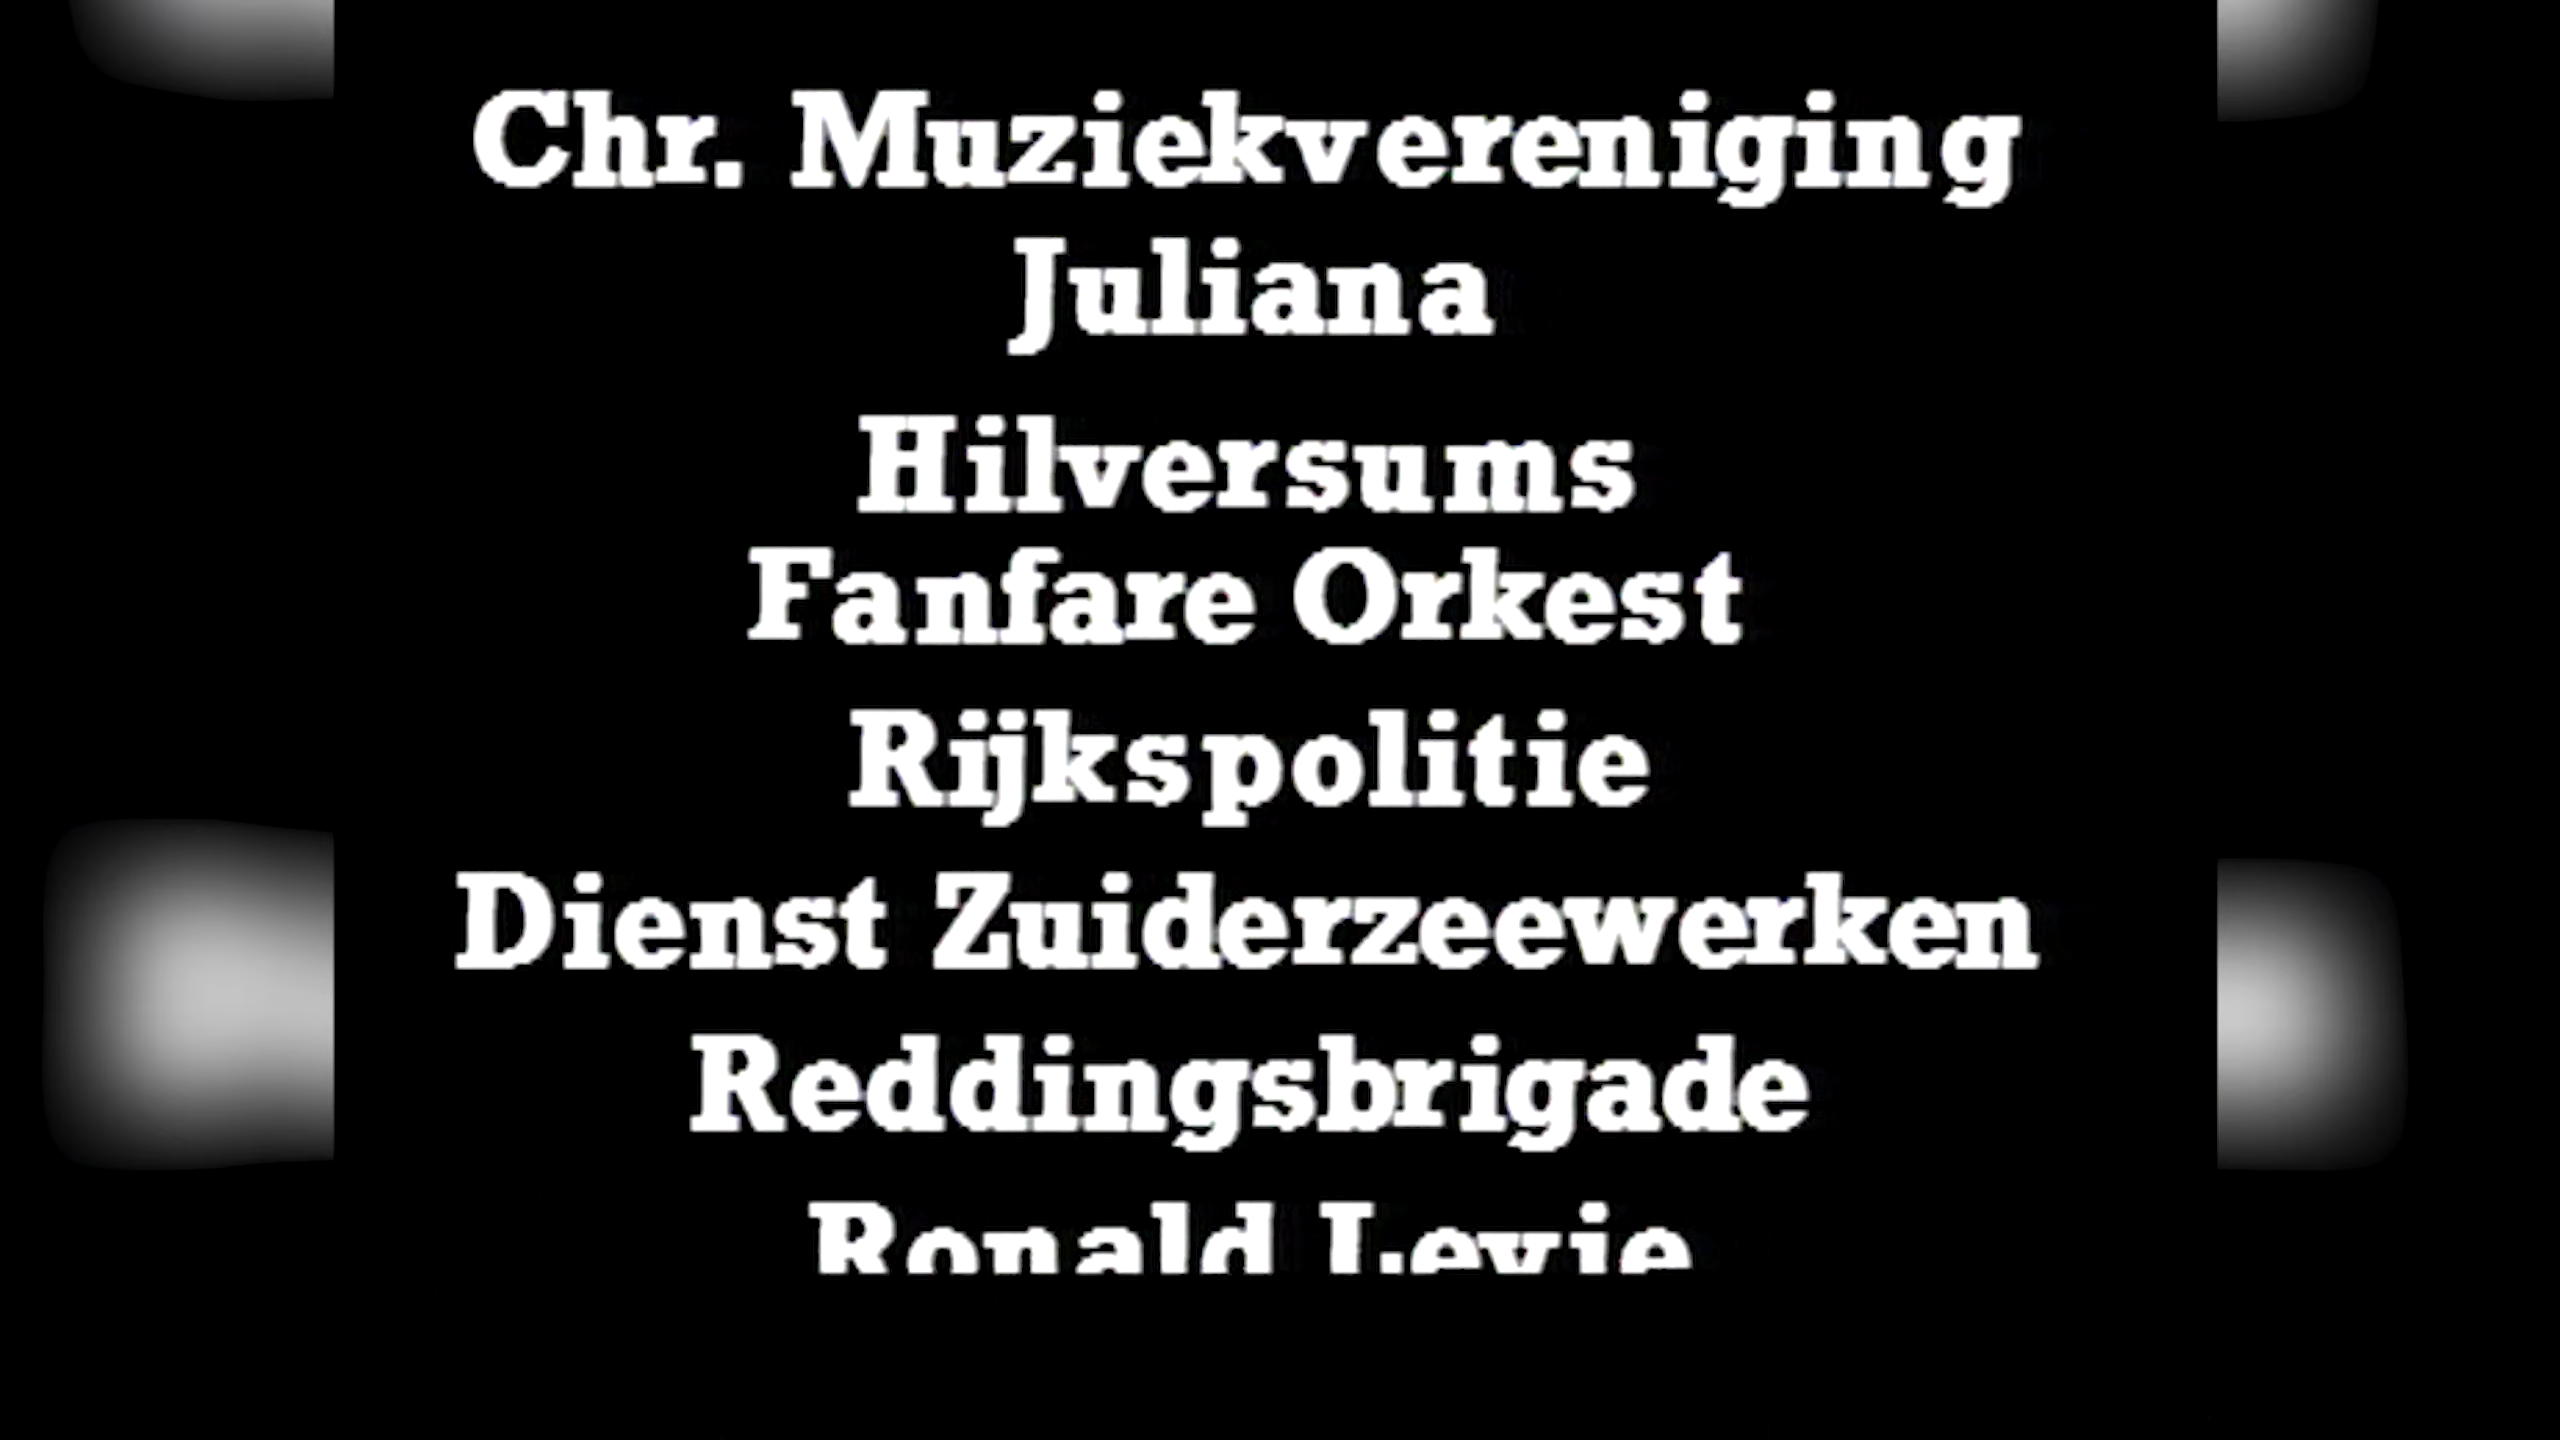 Chr. Muziekvereniging
Juliana
Hilversums
Fanfare Orkest
Rijkspolitie
Dienst Zuiderzeewerken
Reddingsbrigade
Ronald Levie